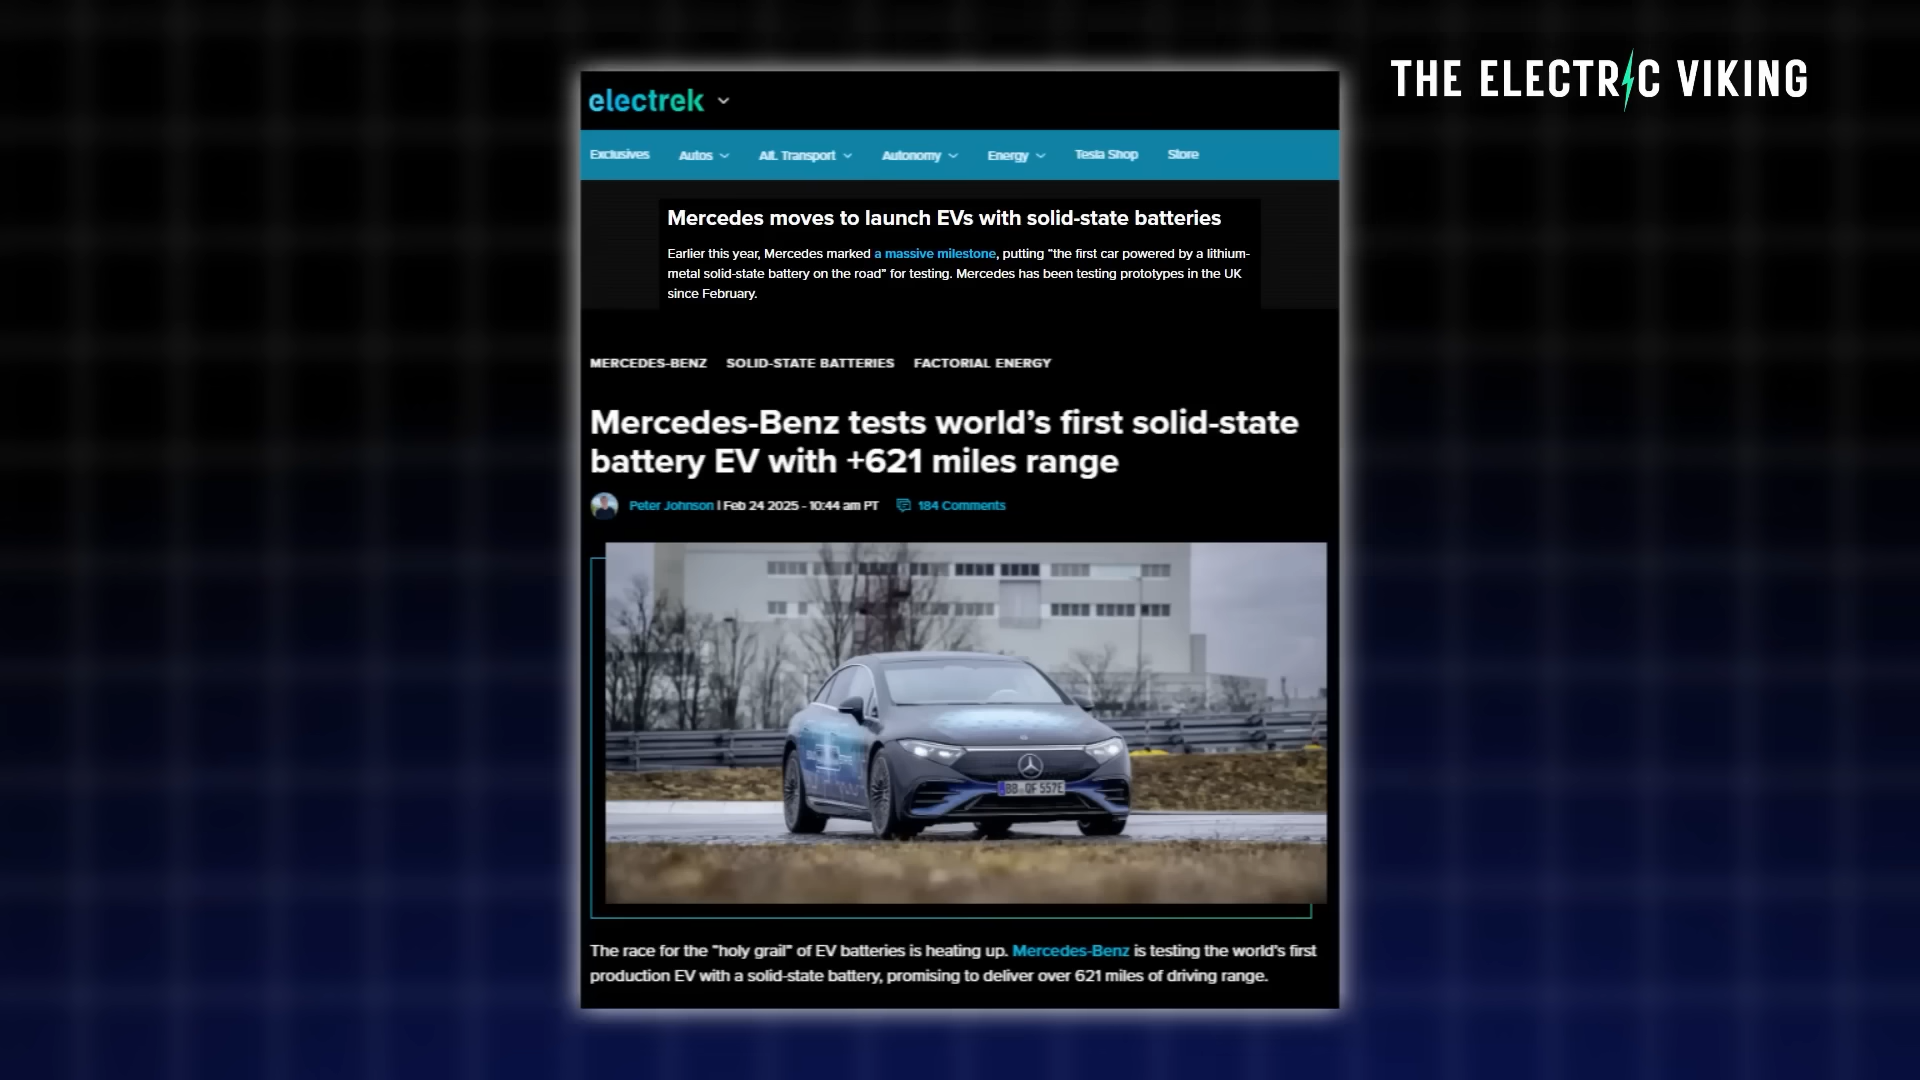 THE ELECTRIC VIKING
electrek
Exclusives Autos Alt. Transport Autonomy Energy Tesla Shop Store
Mercedes moves to launch EVs with solid-state batteries
Earlier this year, Mercedes marked a massive milestone, putting “the first car powered by a lithium-
metal solid-state battery on the road” for testing. Mercedes has been testing prototypes in the UK
since February.
MERCEDES-BENZ SOLID-STATE BATTERIES FACTORIAL ENERGY
Mercedes-Benz tests world’s first solid-state
battery EV with +621 miles range
Peter Johnson | Feb 24 2025 - 10:44 am PT 184 Comments
BB QF 557E
The race for the "holy grail" of EV batteries is heating up. Mercedes-Benz is testing the world's first
production EV with a solid-state battery, promising to deliver over 621 miles of driving range.